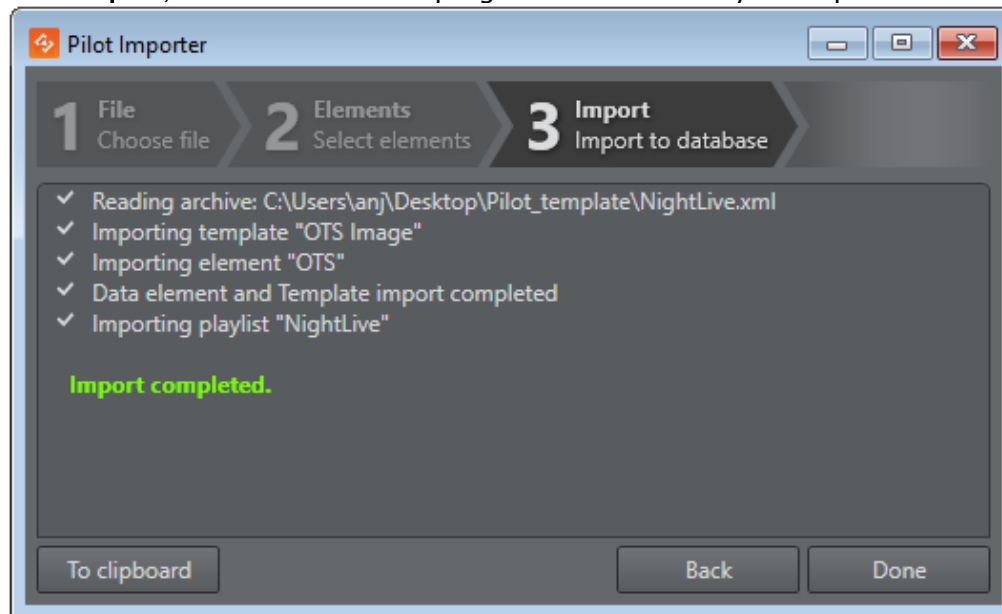 Pilot Importer
1 File
Choose file
2 Elements
Select elements
3 Import
Import to database
Reading archive: C:\Users\anj\Desktop\Pilot_template\NightLive.xml
Importing template "OTS Image"
Importing element "OTS"
Data element and Template import completed
Importing playlist "NightLive"
Import completed.
To clipboard
Back
Done